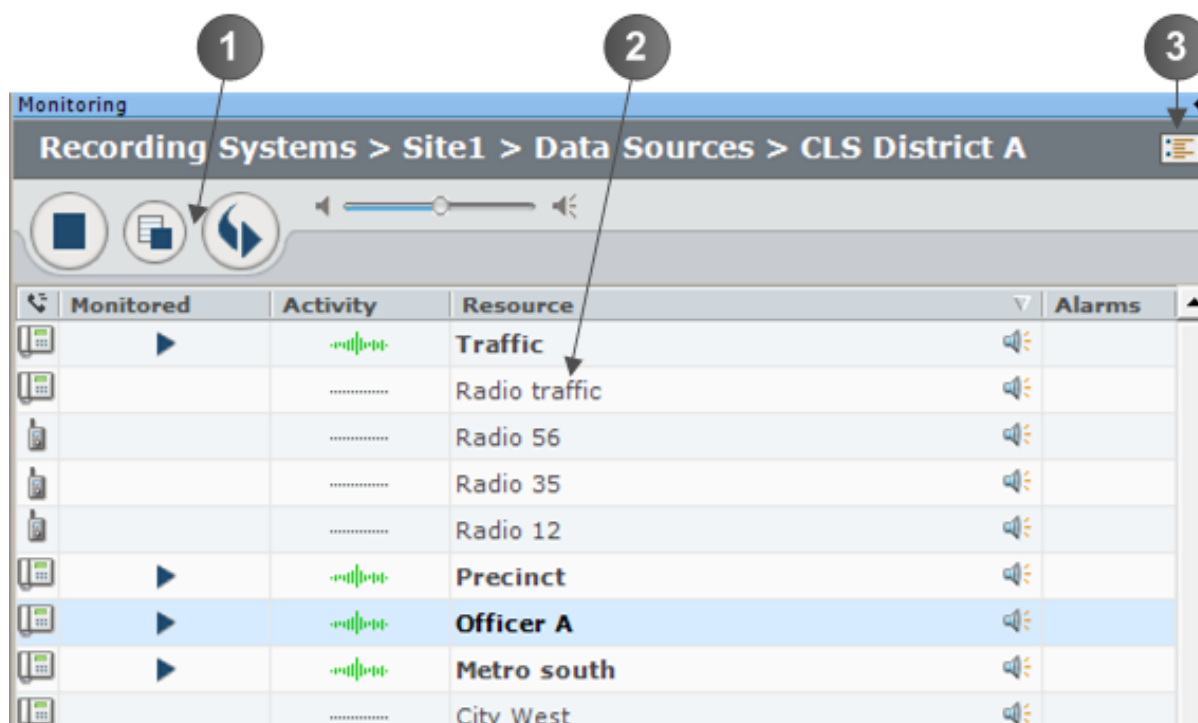 1 2 3
Monitoring
Recording Systems > Site1 > Data Sources > CLS District A
Monitored Activity Resource Alarms
Traffic
Radio traffic
Radio 56
Radio 35
Radio 12
Precinct
Officer A
Metro south
City West